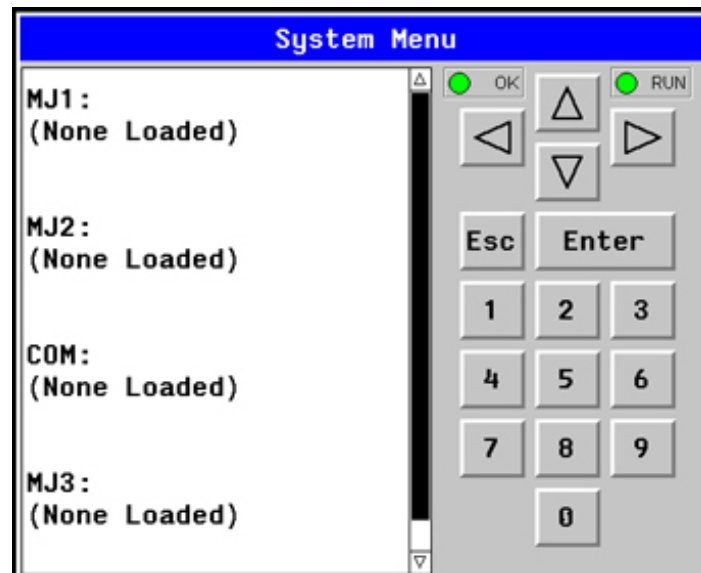 System Menu
MJ1:
(None Loaded)
MJ2:
(None Loaded)
COM:
(None Loaded)
MJ3:
(None Loaded)
OK
RUN
Esc
Enter
1
2
3
4
5
6
7
8
9
0